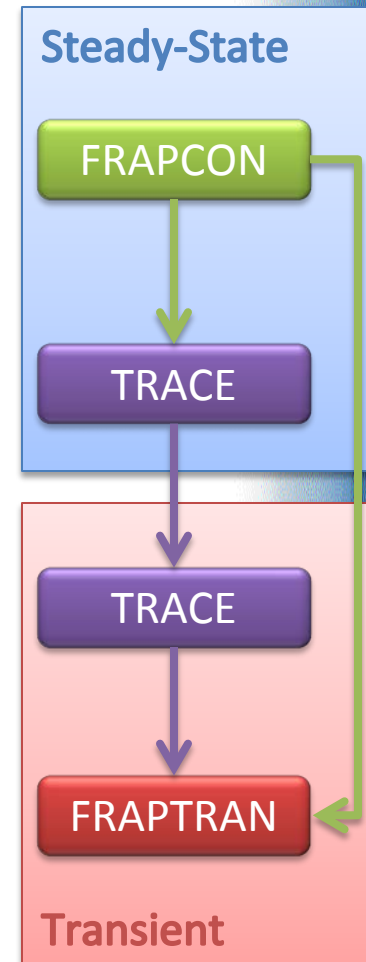 Steady-State
FRAPCON
TRACE
TRACE
FRAPTRAN
Transient